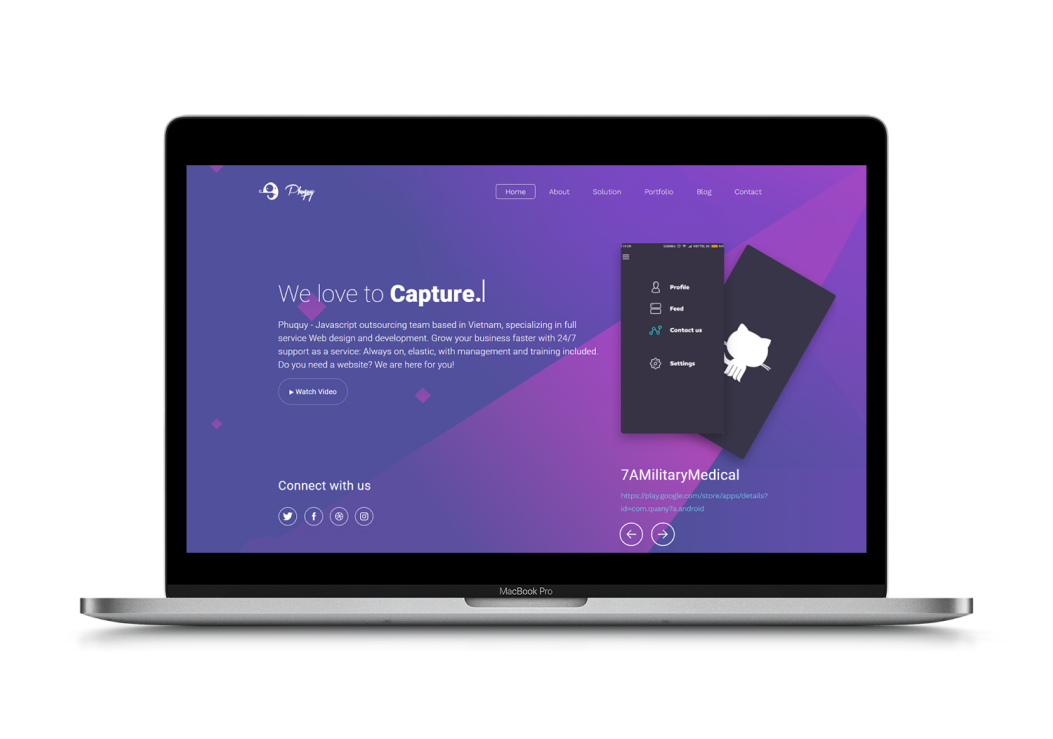 Phuquy
Home About Solution Portfolio Blog Contact
We love to Capture.
Phuquy - Javascript outsourcing team based in Vietnam, specializing in full
service Web design and development. Grow your business faster with 24/7
support as a service: Always on, elastic, with management and training included.
Do you need a website? We are here for you!
Watch Video
Profile
Feed
Contact us
Settings
Connect with us
7AMilitaryMedical
https://play.google.com/store/apps/details?
id=com.quany7a.android
MacBook Pro